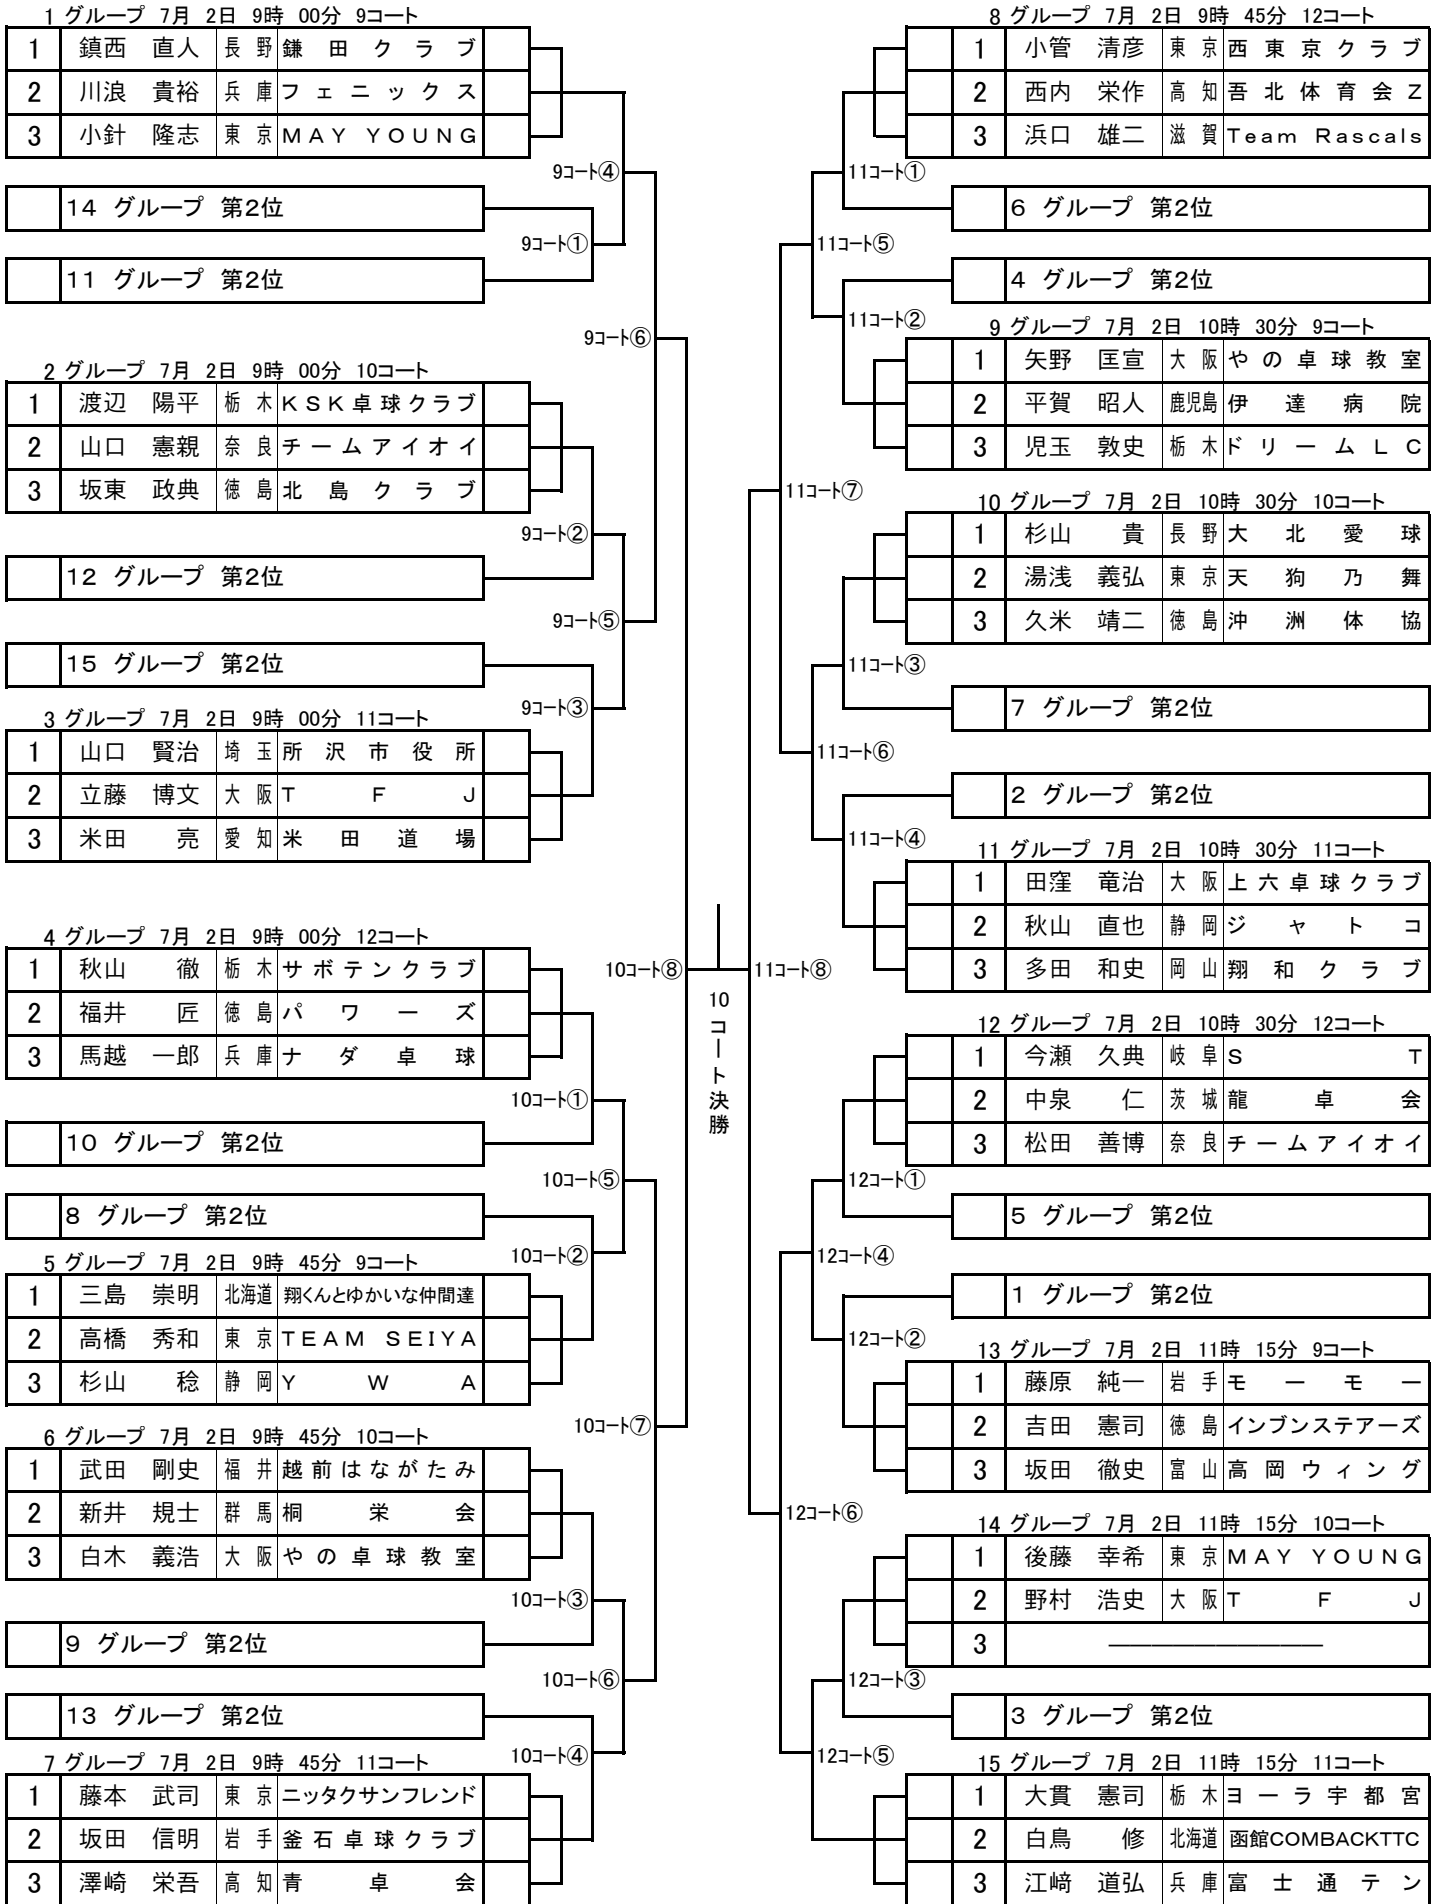 1 グループ 7月 2日 9時 00分 9コート
1 鎮西 直人 長野 鎌田クラブ
2 川浪 貴裕 兵庫 フェニックス
3 小針 隆志 東京 MAY YOUNG
9コート④
14 グループ 第2位
9コート①
11 グループ 第2位
9コート⑥
2 グループ 7月 2日 9時 00分 10コート
1 渡辺 陽平 栃木 KSK卓球クラブ
2 山口 憲親 奈良 チームアイオイ
3 坂東 政典 徳島 北島クラブ
9コート②
12 グループ 第2位
9コート⑤
15 グループ 第2位
9コート③
3 グループ 7月 2日 9時 00分 11コート
1 山口 賢治 埼玉 所沢市役所
2 立藤 博文 大阪 TFJ
3 米田 亮 愛知 米田道場
4 グループ 7月 2日 9時 00分 12コート
1 秋山 徹 栃木 サボテンクラブ
2 福井 匠 徳島 パワーズ
3 馬越 一郎 兵庫 ナダ卓球
10コート⑧
10コート①
10 グループ 第2位
10コート⑤
8 グループ 第2位
10コート②
5 グループ 7月 2日 9時 45分 9コート
1 三島 崇明 北海道 翔くんとゆかいな仲間達
2 高橋 秀和 東京 TEAM SEIYA
3 杉山 稔 静岡 YWA
10コート⑦
6 グループ 7月 2日 9時 45分 10コート
1 武田 剛史 福井 越前はながたみ
2 新井 規士 群馬 桐栄会
3 白木 義浩 大阪 やの卓球教室
10コート③
9 グループ 第2位
10コート⑥
13 グループ 第2位
10コート④
7 グループ 7月 2日 9時 45分 11コート
1 藤本 武司 東京 ニッタクサンフレンド
2 坂田 信明 岩手 釜石卓球クラブ
3 澤崎 栄吾 高知 青卓会
10コート決勝
8 グループ 7月 2日 9時 45分 12コート
1 小管 清彦 東京 西東京クラブ
2 西内 栄作 高知 吾北体育会Z
3 浜口 雄二 滋賀 Team Rascals
11コート①
6 グループ 第2位
11コート⑤
4 グループ 第2位
11コート②
9 グループ 7月 2日 10時 30分 9コート
1 矢野 匡宣 大阪 やの卓球教室
2 平賀 昭人 鹿児島 伊達病院
3 児玉 敦史 栃木 ドリームLC
11コート⑦
10 グループ 7月 2日 10時 30分 10コート
1 杉山 貴 長野 大北愛球
2 湯浅 義弘 東京 天狗乃舞
3 久米 靖二 徳島 沖洲体協
11コート③
7 グループ 第2位
11コート⑥
2 グループ 第2位
11コート④
11 グループ 7月 2日 10時 30分 11コート
1 田窪 竜治 大阪 上六卓球クラブ
2 秋山 直也 静岡 ジャトコ
3 多田 和史 岡山 翔和クラブ
11コート⑧
12 グループ 7月 2日 10時 30分 12コート
1 今瀬 久典 岐阜 ST
2 中泉 仁 茨城 龍卓会
3 松田 善博 奈良 チームアイオイ
12コート①
5 グループ 第2位
12コート④
1 グループ 第2位
12コート②
13 グループ 7月 2日 11時 15分 9コート
1 藤原 純一 岩手 モーモー
2 吉田 憲司 徳島 インブンステアーズ
3 坂田 徹史 富山 高岡ウィング
12コート⑥
14 グループ 7月 2日 11時 15分 10コート
1 後藤 幸希 東京 MAY YOUNG
2 野村 浩史 大阪 TFJ
3 ――――――――――
12コート③
3 グループ 第2位
12コート⑤
15 グループ 7月 2日 11時 15分 11コート
1 大貫 憲司 栃木 ヨーラ宇都宮
2 白鳥 修 北海道 函館COMBACKTTC
3 江﨑 道弘 兵庫 富士通テン